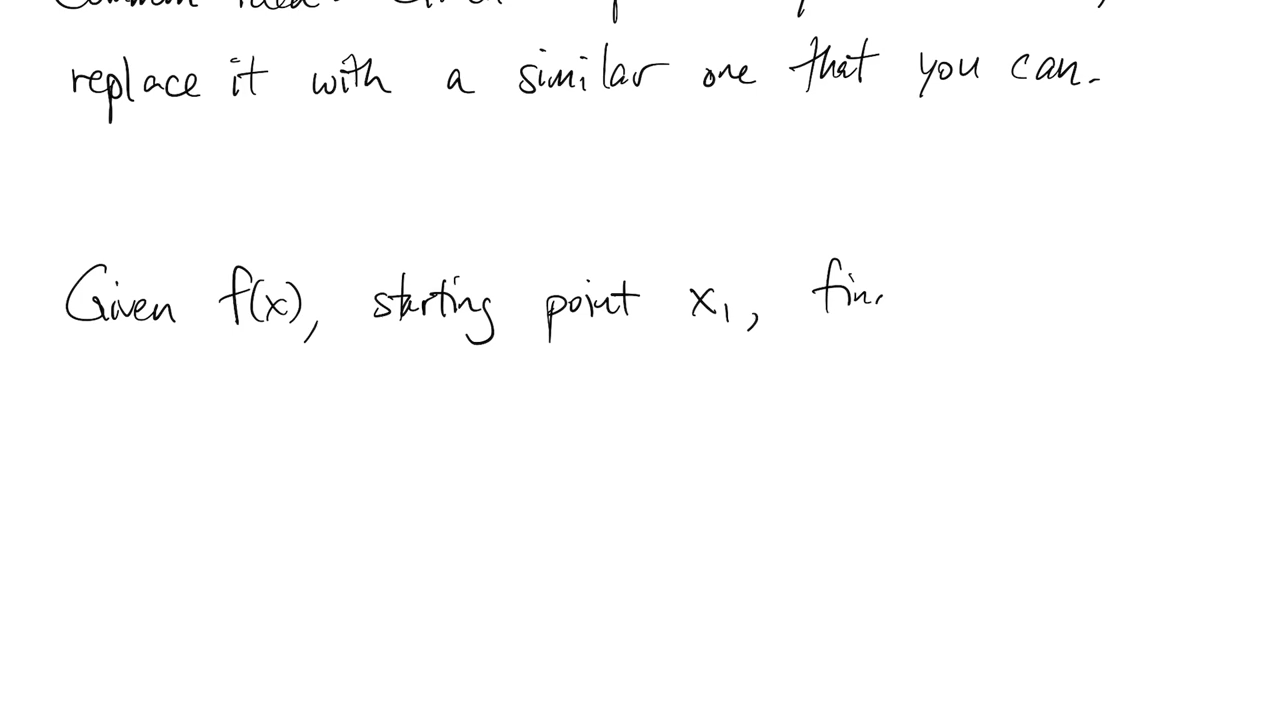 replace it with a similar one that you can.
Given f(x), starting point x₁,